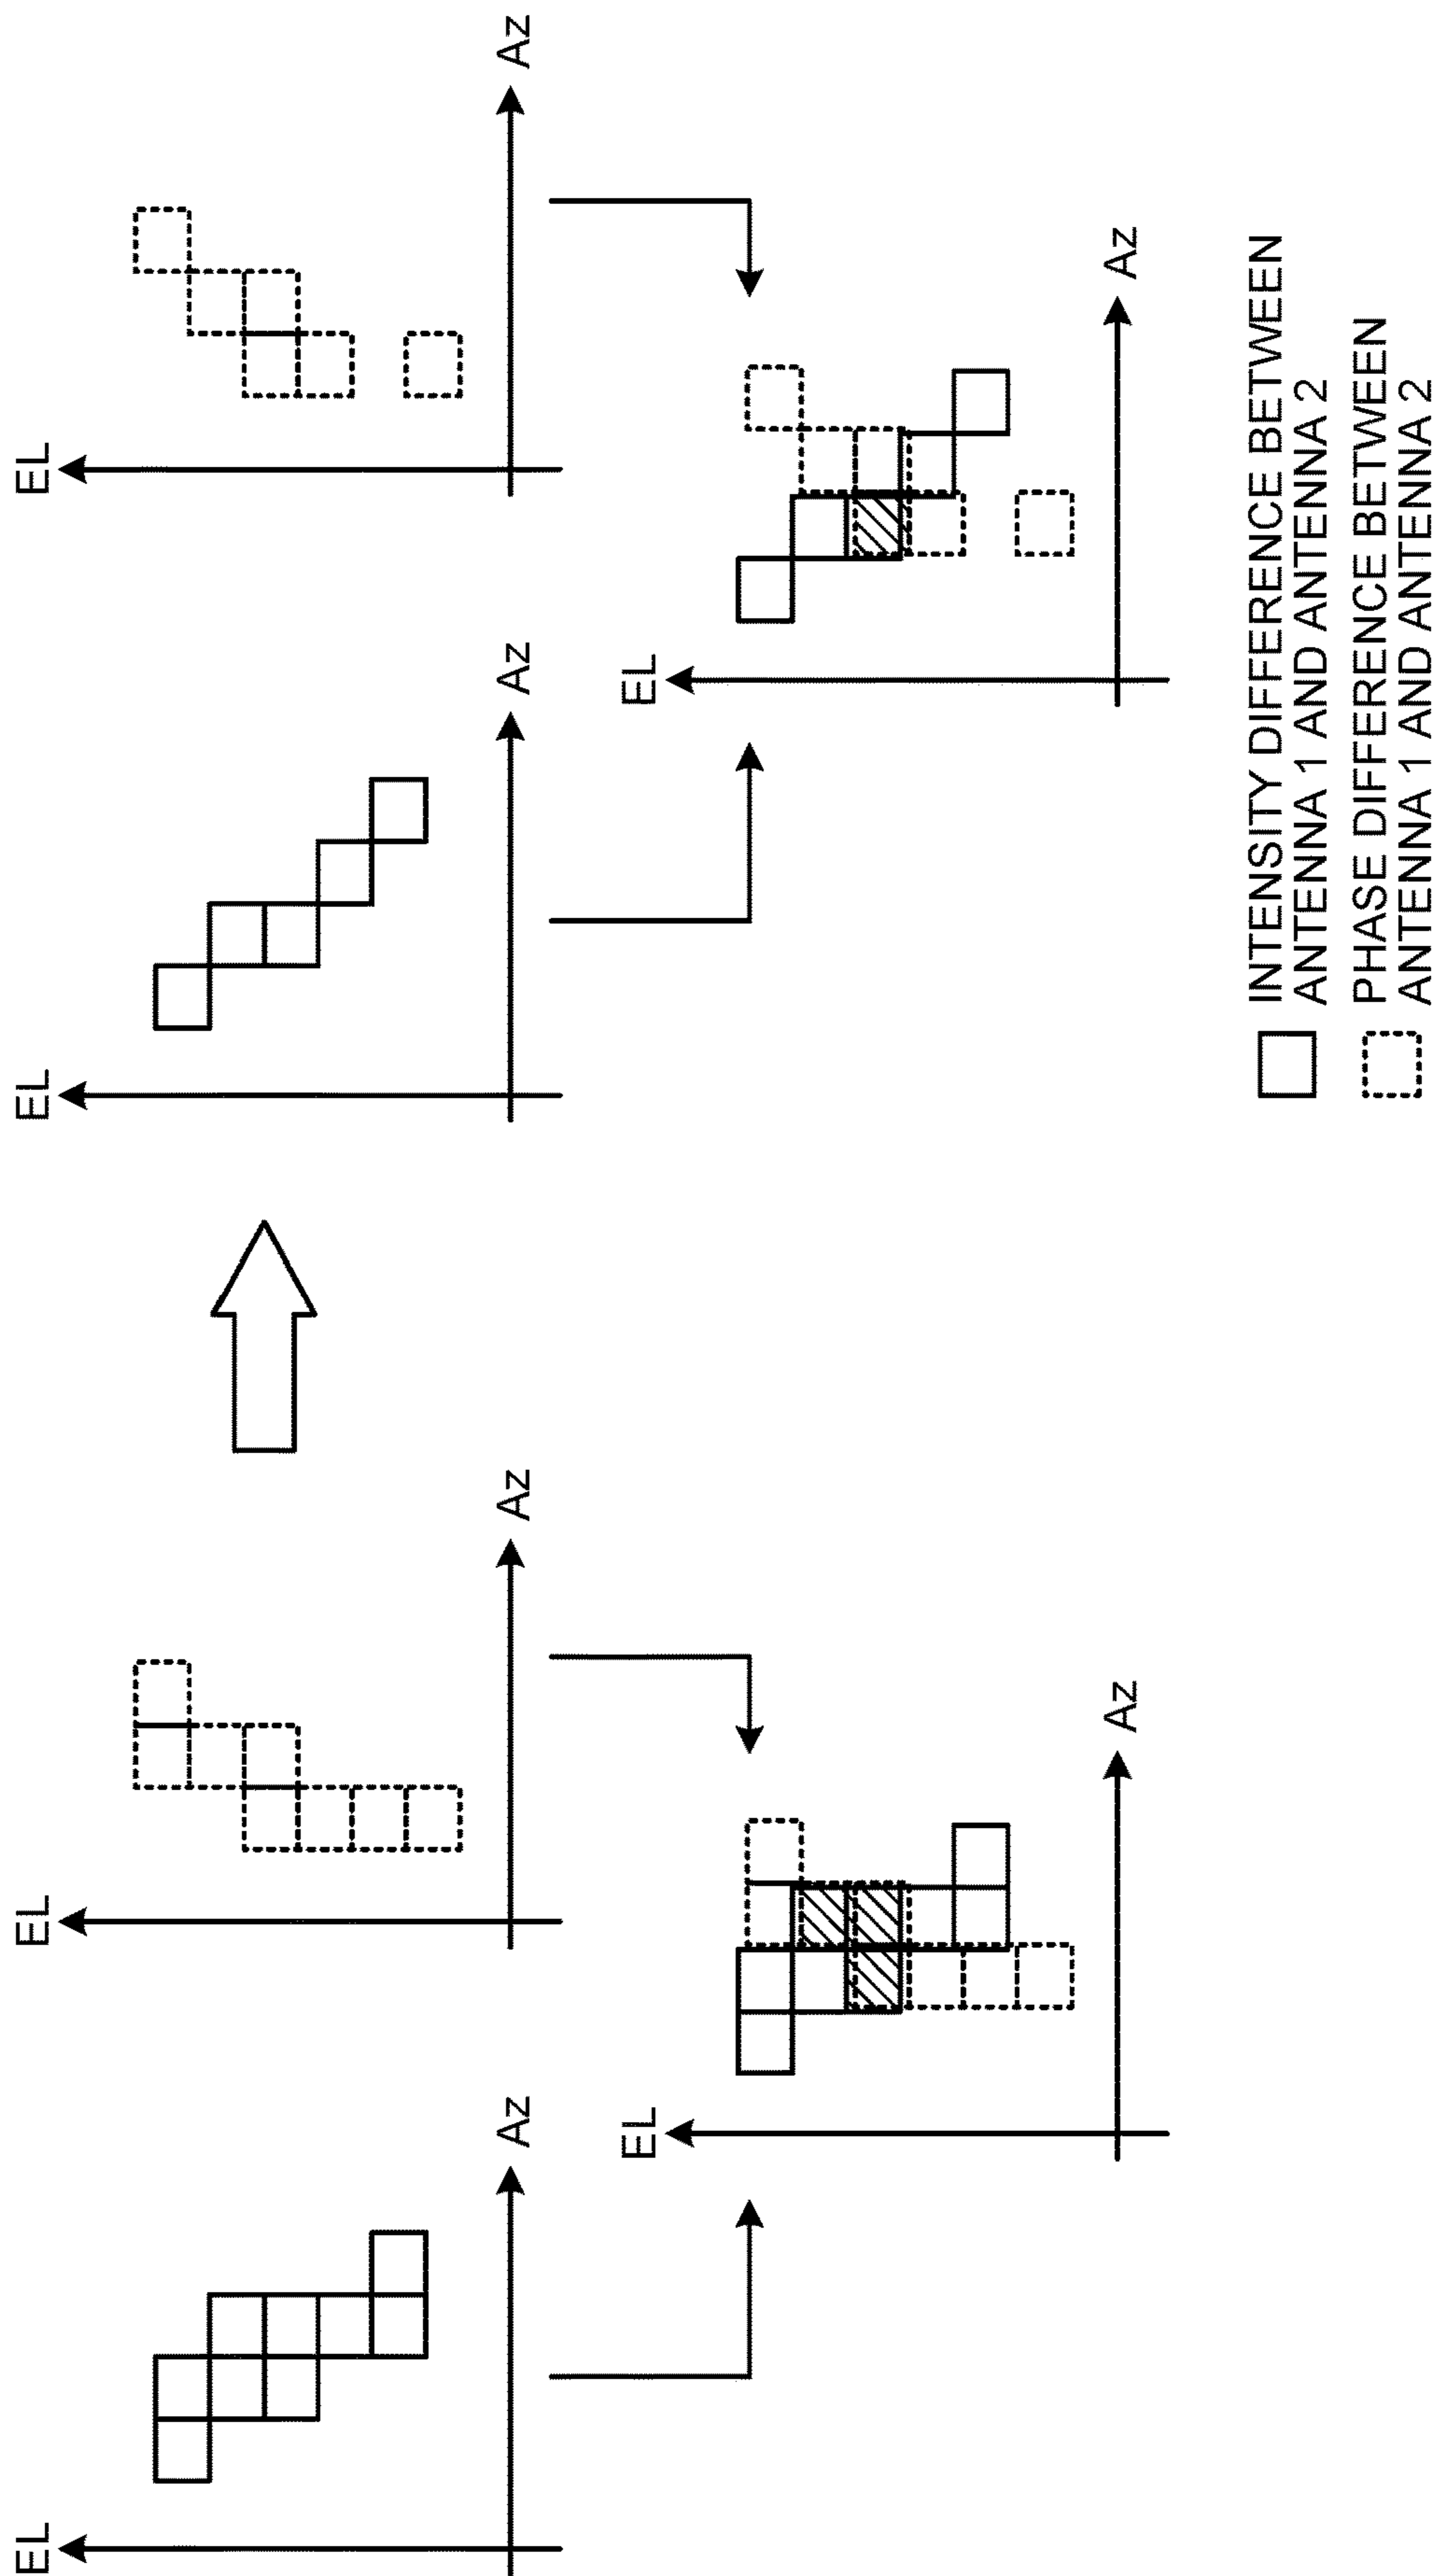 EL
Az
EL
Az
EL
Az
EL
Az
EL
Az
EL
Az
INTENSITY DIFFERENCE BETWEEN
ANTENNA 1 AND ANTENNA 2
PHASE DIFFERENCE BETWEEN
ANTENNA 1 AND ANTENNA 2